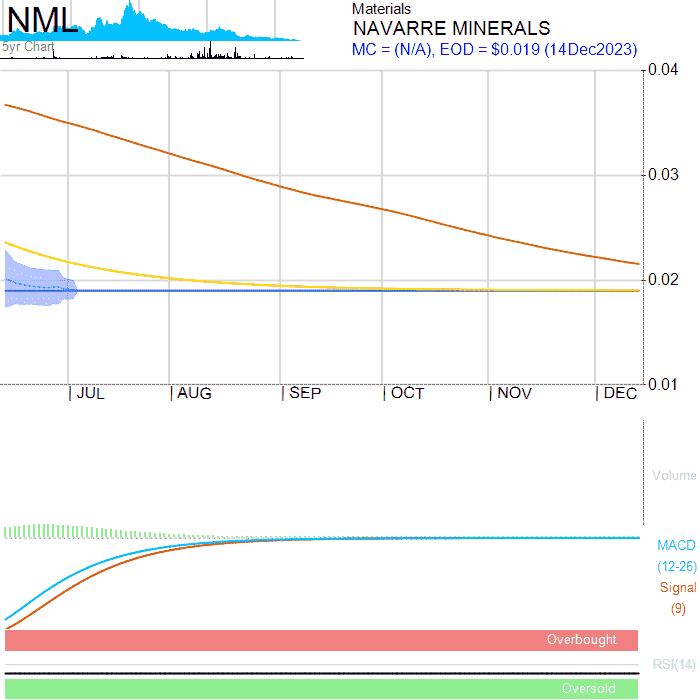 NML
5yr Chart
Materials
NAVARRE MINERALS
MC = (N/A), EOD = $0.019 (14Dec2023)
0.04
0.03
0.02
0.01
JUL AUG SEP OCT NOV DEC
Volume
MACD
(12-26)
Signal
(9)
Overbought
RSI(14)
Oversold